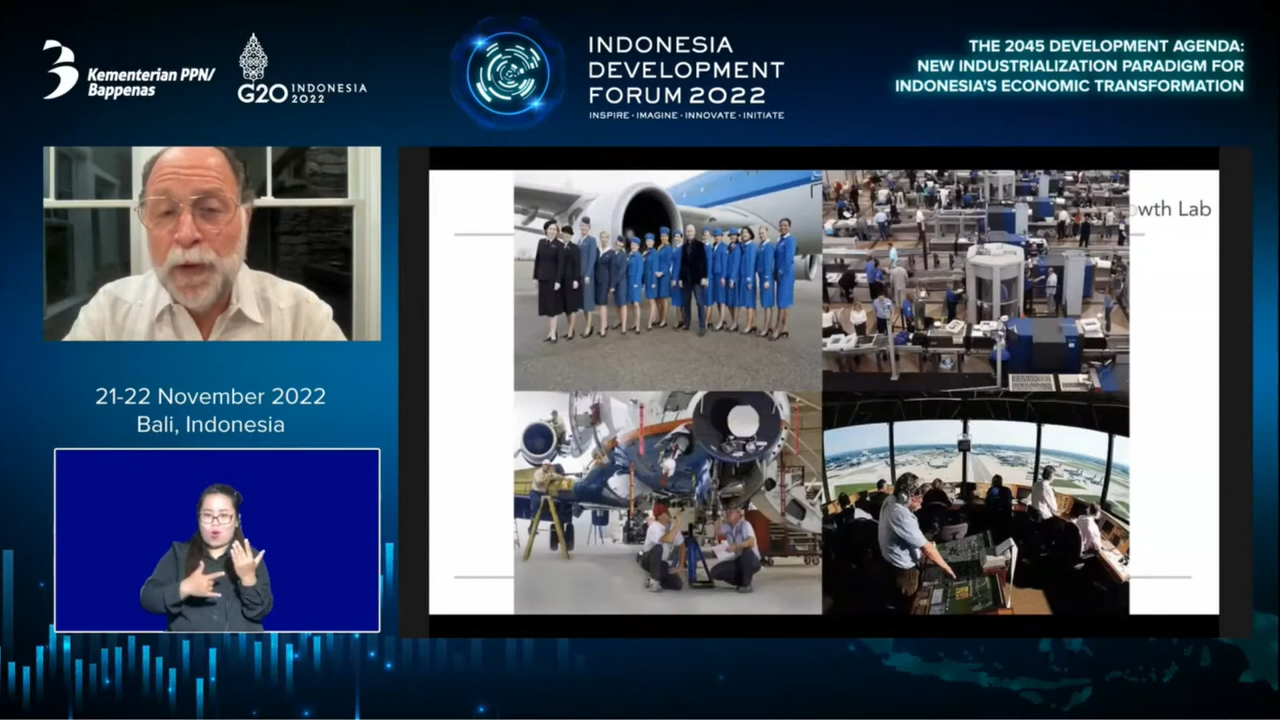 Kementerian PPN/
Bappenas
G20 INDONESIA
2022
INDONESIA
DEVELOPMENT
FORUM 2022
INSPIRE · IMAGINE · INNOVATE · INITIATE
THE 2045 DEVELOPMENT AGENDA:
NEW INDUSTRIALIZATION PARADIGM FOR
INDONESIA'S ECONOMIC TRANSFORMATION
wth Lab
21-22 November 2022
Bali, Indonesia